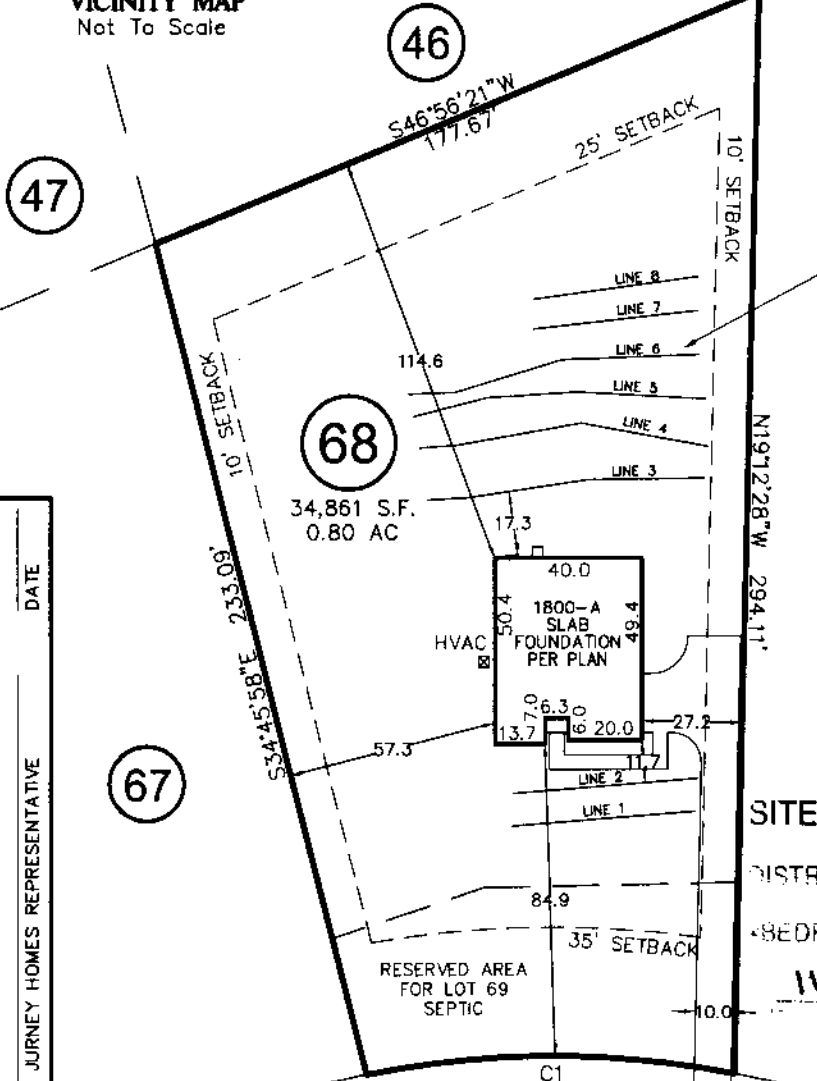 VICINITY MAP
Not To Scale
46
S46°56'21"W
177.67'
25' SETBACK
10' SETBACK
47
LINE 8
LINE 7
LINE 6
LINE 5
LINE 4
LINE 3
114.6
10' SETBACK
68
34,861 S.F.
0.80 AC
17.3
N19°12'28"W 294.11'
40.0
50.4
1800-A
SLAB
FOUNDATION
PER PLAN
49.4
HVAC
S34°45'58"E 233.09'
7.0
6.3
6.0
13.7
20.0
27.2
57.3
11.7
LINE 2
LINE 1
67
SITE
DISTR
BEDR
84.9
35' SETBACK
RESERVED AREA
FOR LOT 69
SEPTIC
10.0
C1
DATE
JURNEY HOMES REPRESENTATIVE